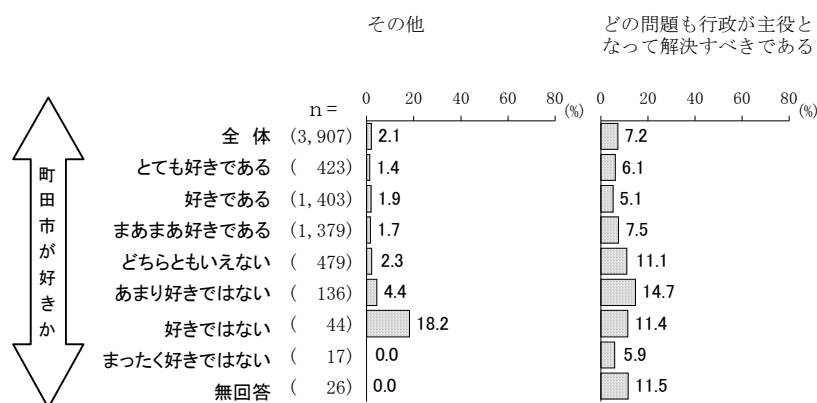 その他
どの問題も行政が主役と
なって解決すべきである
n= 0 20 40 60 80 (%) 0 20 40 60 80 (%)
町田市が好きか
全 体 (3,907) 2.1 7.2
とても好きである ( 423) 1.4 6.1
好きである (1,403) 1.9 5.1
まあまあ好きである (1,379) 1.7 7.5
どちらともいえない ( 479) 2.3 11.1
あまり好きではない ( 136) 4.4 14.7
好きではない ( 44) 18.2 11.4
まったく好きではない ( 17) 0.0 5.9
無回答 ( 26) 0.0 11.5